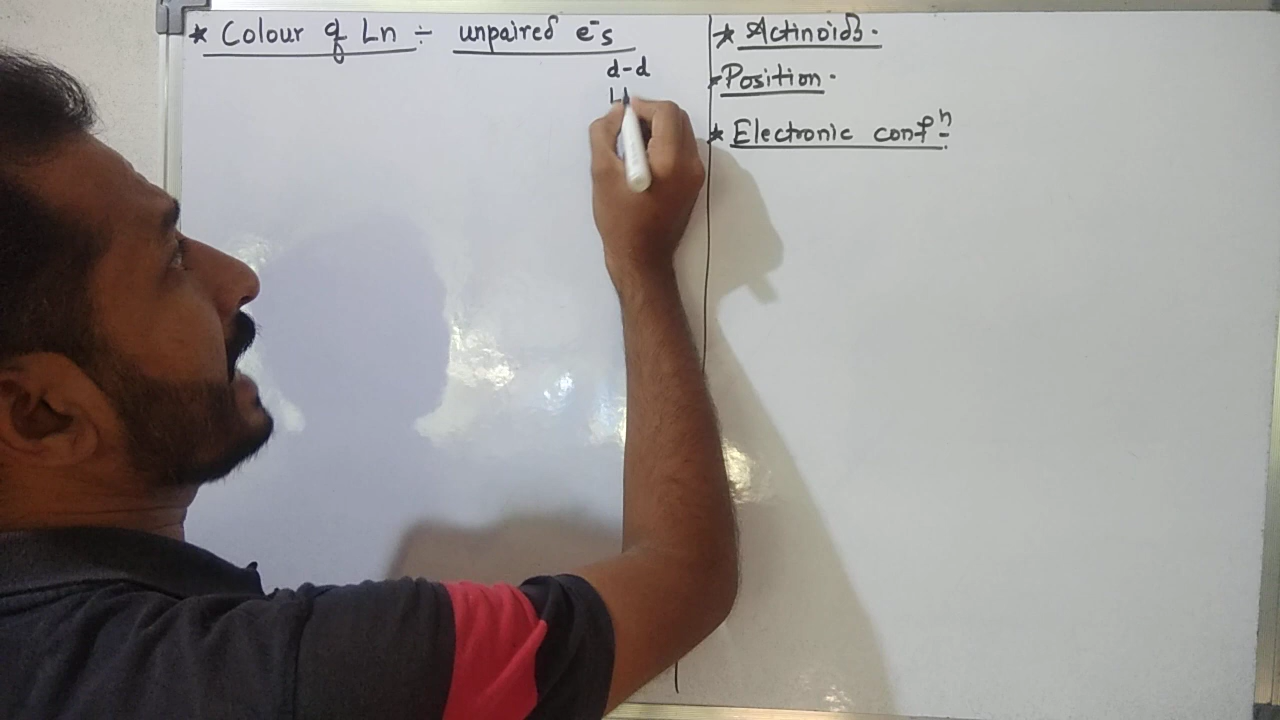 ★ Colour of Ln ÷ unpaired e⁻s
d-d
★ Actinoids.
Position.
★ Electronic confⁿ